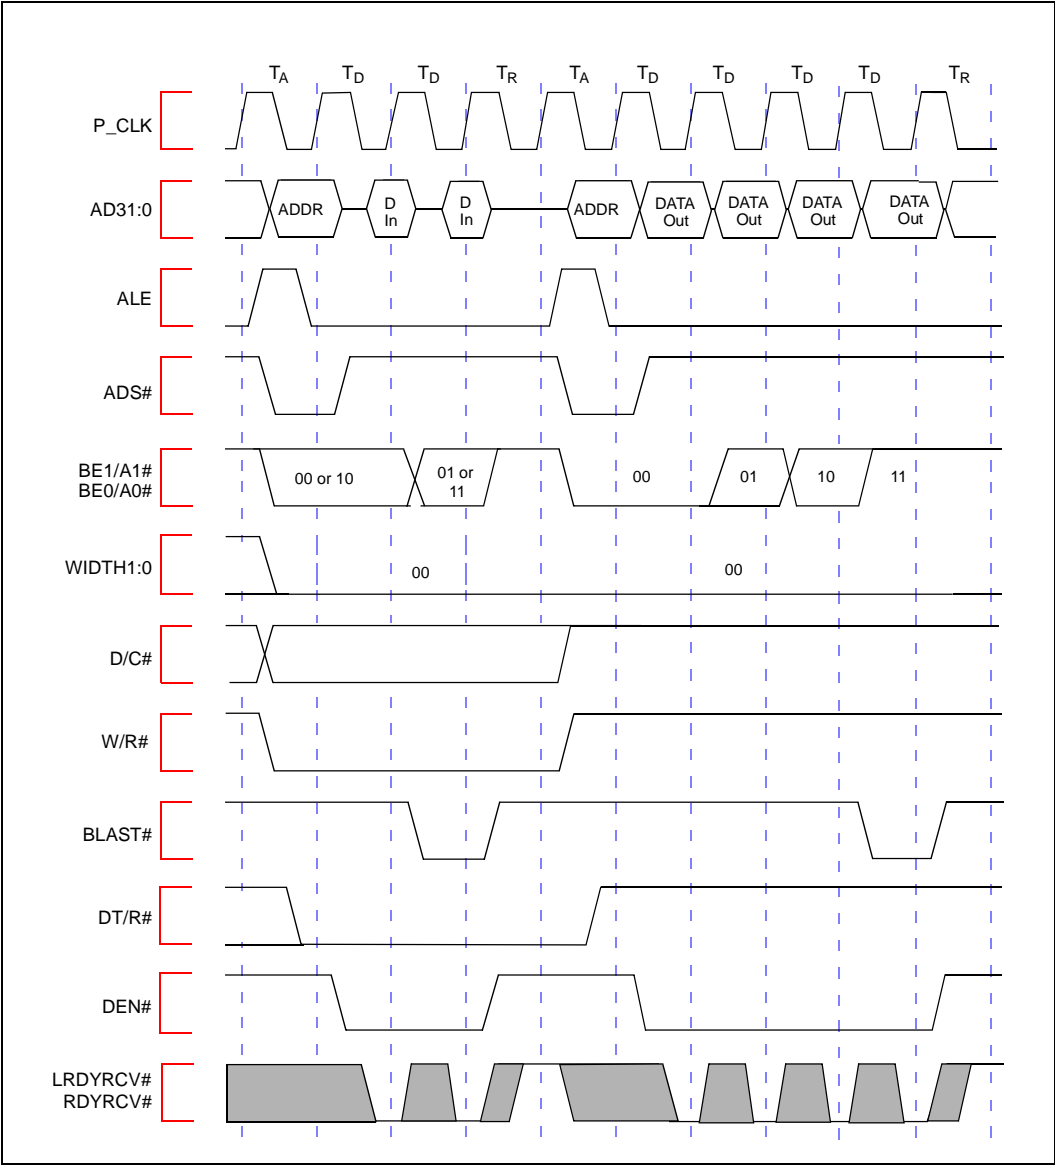 TA TD TD TR TA TD TD TD TD TR
P_CLK
AD31:0
ADDR
D
In
D
In
ADDR
DATA
Out
DATA
Out
DATA
Out
DATA
Out
ALE
ADS#
BE1/A1#
BE0/A0#
00 or 10
01 or
11
00
01
10
11
WIDTH1:0
00
00
D/C#
W/R#
BLAST#
DT/R#
DEN#
LRDYRCV#
RDYRCV#